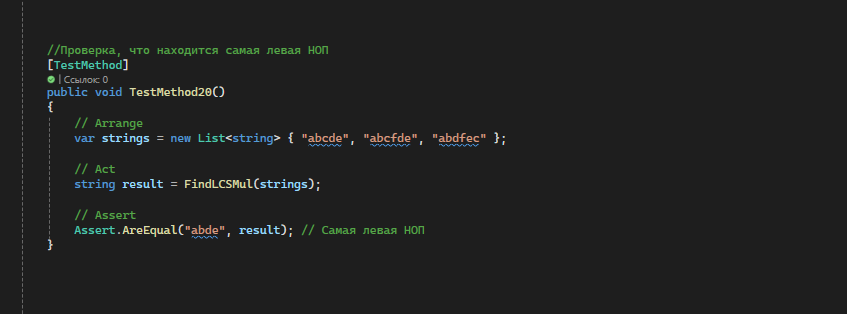 //Проверка, что находится самая левая НОП
[TestMethod]
| Ссылок: 0
public void TestMethod20()
{
// Arrange
var strings = new List<string> { "abcde", "abcfde", "abdfec" };
// Act
string result = FindLCSMul(strings);
// Assert
Assert.AreEqual("abde", result); // Самая левая НОП
}